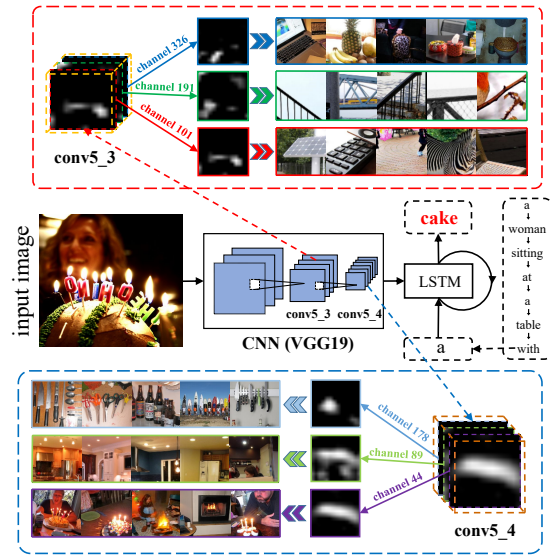 channel 326
channel 191
channel 101
conv5_3
input image
conv5_3
conv5_4
CNN (VGG19)
cake
LSTM
a
a
woman
sitting
at
a
table
with
channel 178
channel 89
channel 44
conv5_4